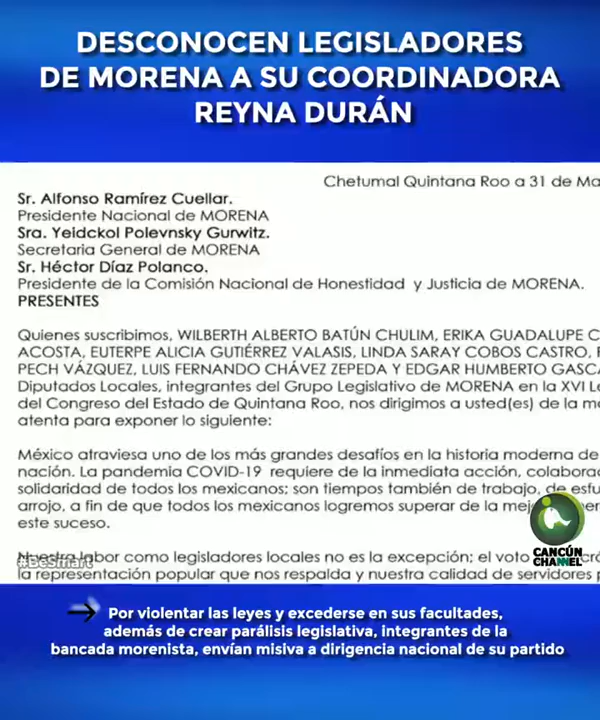 DESCONOCEN LEGISLADORES
DE MORENA A SU COORDINADORA
REYNA DURÁN
Chetumal Quintana Roo a 31 de Ma
Sr. Alfonso Ramírez Cuellar.
Presidente Nacional de MORENA
Sra. Yeidckol Polevnsky Gurwitz.
Secretaria General de MORENA
Sr. Héctor Díaz Polanco.
Presidente de la Comisión Nacional de Honestidad y Justicia de MORENA.
PRESENTES
Quienes suscribimos, WILBERTH ALBERTO BATÚN CHULIM, ERIKA GUADALUPE C
ACOSTA, EUTERPE ALICIA GUTIÉRREZ VALASIS, LINDA SARAY COBOS CASTRO,
PECH VÁZQUEZ, LUIS FERNANDO CHÁVEZ ZEPEDA Y EDGAR HUMBERTO GASC
Diputados Locales, integrantes del Grupo Legislativo de MORENA en la XVI Le
del Congreso del Estado de Quintana Roo, nos dirigimos a usted(es) de la m
atenta para exponer lo siguiente:
México atraviesa uno de los más grandes desafíos en la historia moderna de
nación. La pandemia COVID-19 requiere de la inmediata acción, colabora
solidaridad de todos los mexicanos; son tiempos también de trabajo, de esfu
arrojo, a fin de que todos los mexicanos logremos superar de la mej
este suceso.
Nuestra labor como legisladores locales no es la excepción; el voto
#BeSmart
la representación popular que nos respalda y nuestra calidad de servidores p
CANCÚN
CHANNEL
Por violentar las leyes y excederse en sus facultades,
además de crear parálisis legislativa, integrantes de la
bancada morenista, envían misiva a dirigencia nacional de su partido